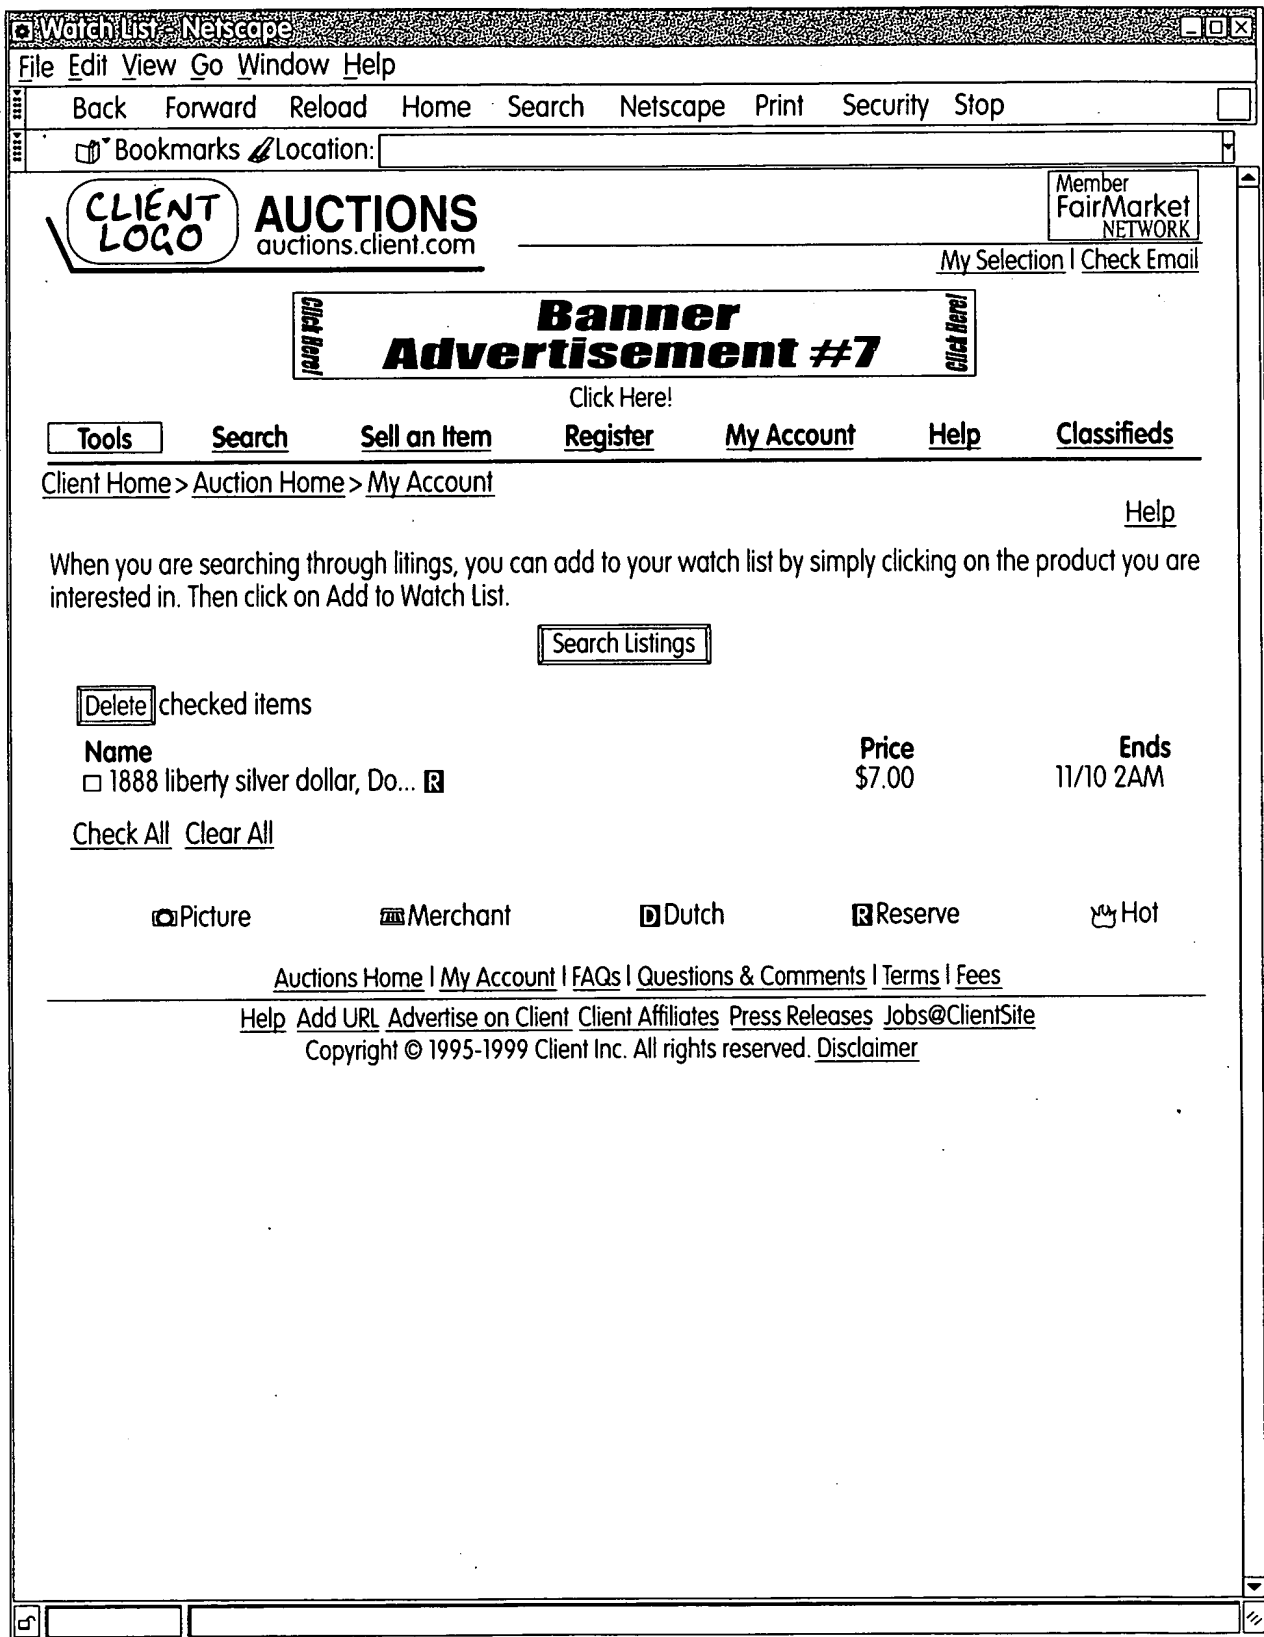 Watch List - Netscape
File Edit View Go Window Help
Back Forward Reload Home Search Netscape Print Security Stop
Bookmarks Location:
CLIENT LOGO
AUCTIONS
auctions.client.com
Member
FairMarket
NETWORK
My Selection | Check Email
Click Here!
Banner
Advertisement #7
Click Here!
Click Here!
Tools Search Sell an Item Register My Account Help Classifieds
Client Home > Auction Home > My Account
Help
When you are searching through litings, you can add to your watch list by simply clicking on the product you are
interested in. Then click on Add to Watch List.
Search Listings
Delete checked items
Name Price Ends
1888 liberty silver dollar, Do... R $7.00 11/10 2AM
Check All Clear All
Picture Merchant D Dutch R Reserve Hot
Auctions Home | My Account | FAQs | Questions & Comments | Terms | Fees
Help Add URL Advertise on Client Client Affiliates Press Releases Jobs@ClientSite
Copyright © 1995-1999 Client Inc. All rights reserved. Disclaimer